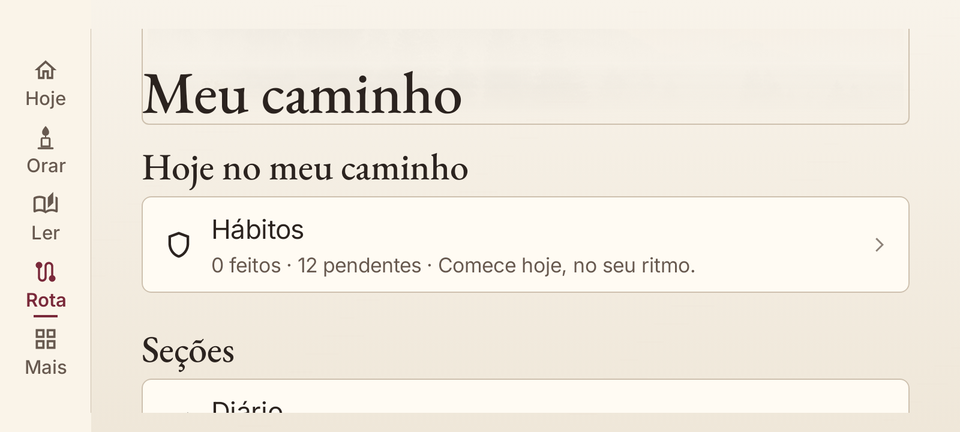 Hoje
Orar
Ler
Rota
Mais
Meu caminho
Hoje no meu caminho
Hábitos
0 feitos · 12 pendentes · Comece hoje, no seu ritmo.
Seções
Diário